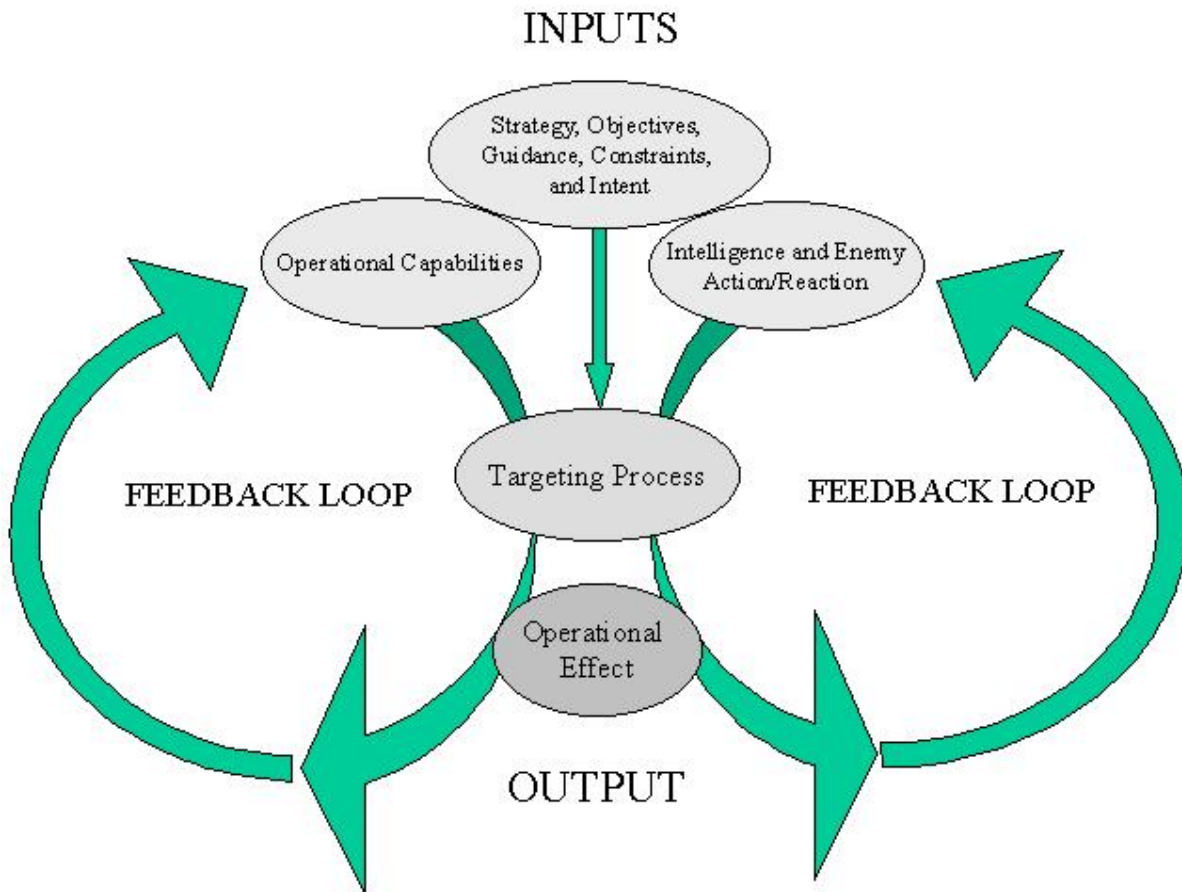 INPUTS
Strategy, Objectives,
Guidance, Constraints,
and Intent
Operational Capabilities
Intelligence and Enemy
Action/Reaction
Targeting Process
FEEDBACK LOOP
FEEDBACK LOOP
Operational
Effect
OUTPUT